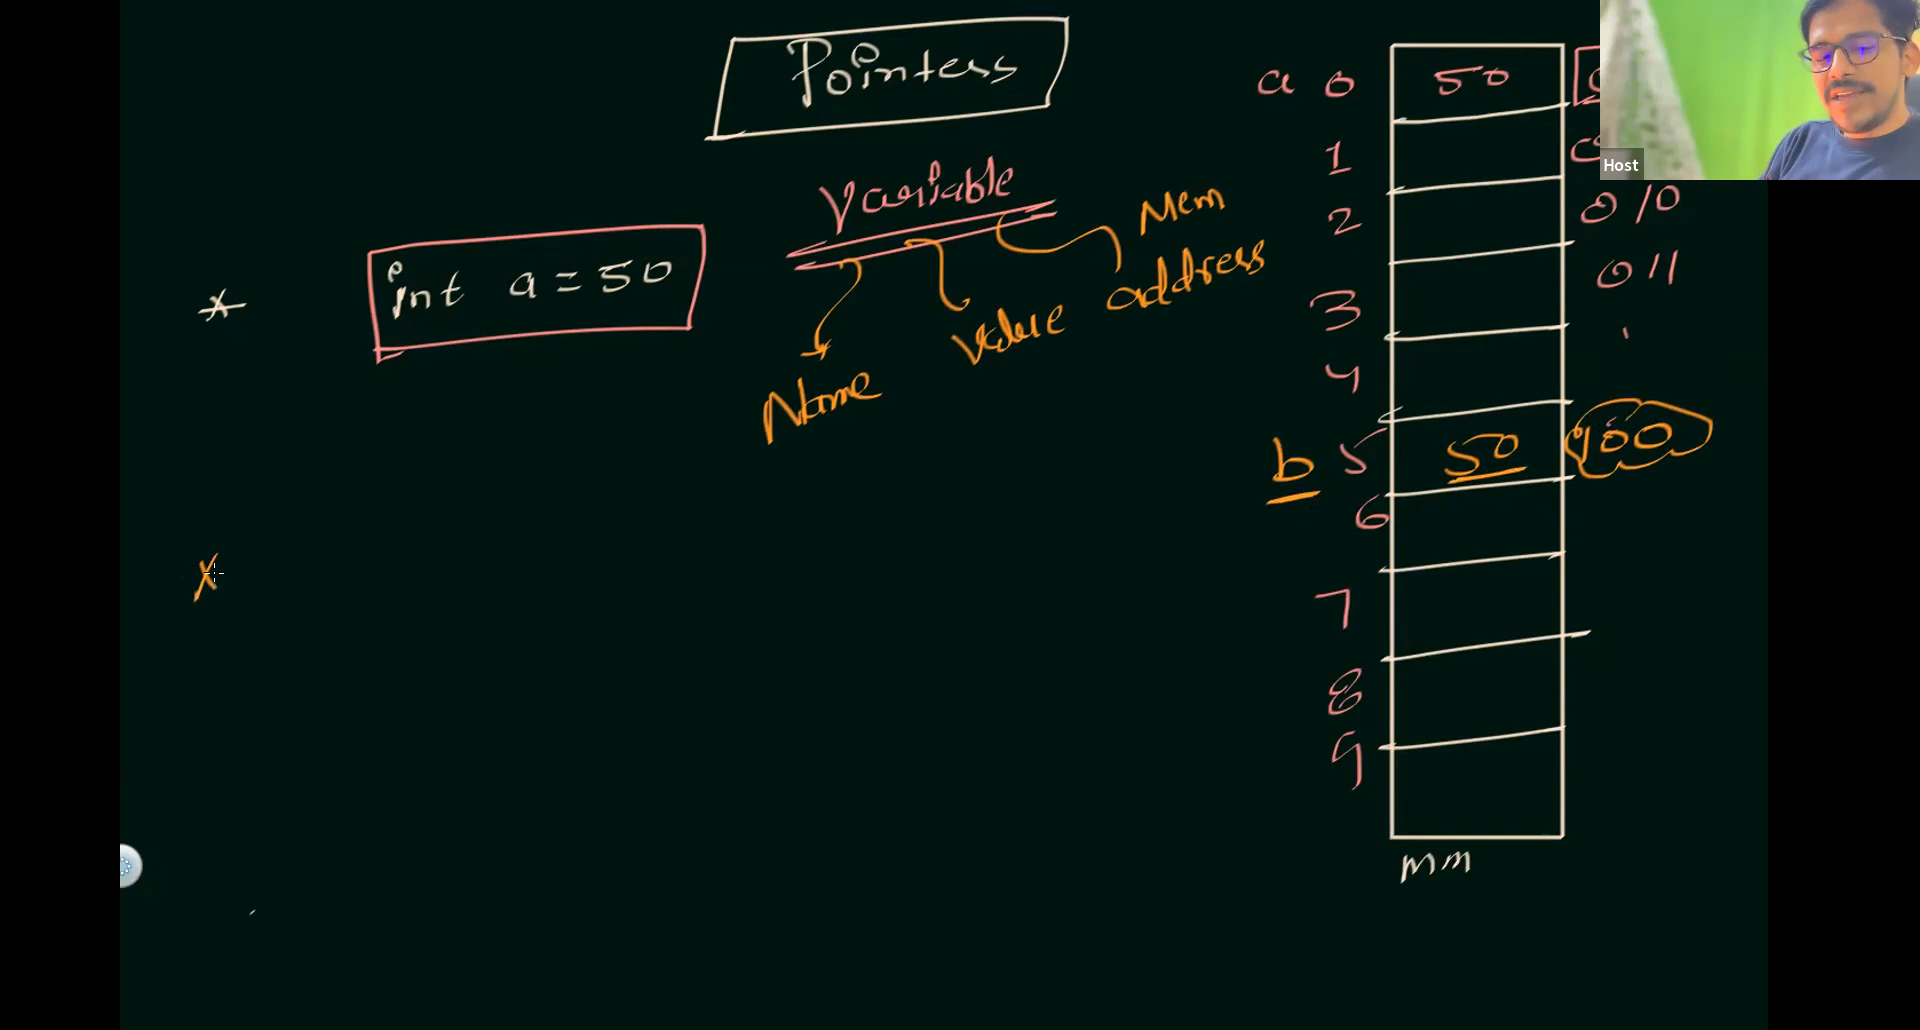 Pointers
int a = 50
Variable
Name
Value
Mem
address
a 0 50
1
2 010
3 011
4
b 5 50 100
6
7
8
9
mm
Host